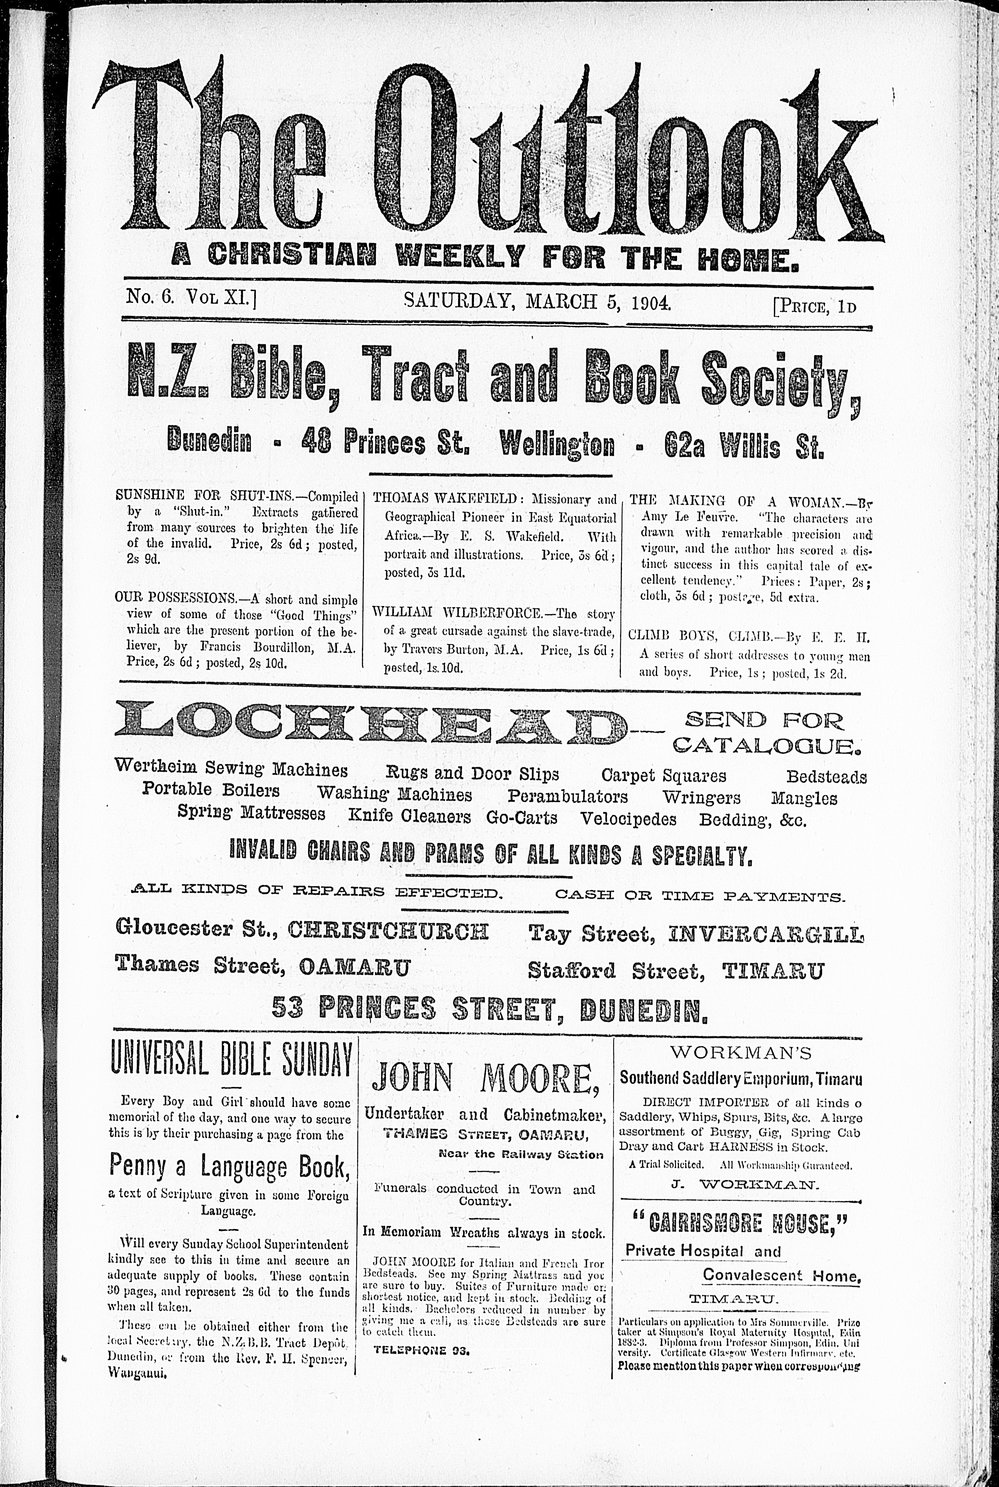 The Outlook
A CHRISTIAN WEEKLY FOR THE HOME.
No. 6. VOL XI.] SATURDAY, MARCH 5, 1904. [PRICE, 1D
N.Z. Bible, Tract and Book Society,
Dunedin - 48 Princes St. Wellington - 62a Willis St.
SUNSHINE FOR SHUT-INS.—Compiled
by a "Shut-in." Extracts gathered
from many sources to brighten the life
of the invalid. Price, 2s 6d; posted,
2s 9d.
OUR POSSESSIONS.—A short and simple
view of some of those "Good Things"
which are the present portion of the be-
liever, by Francis Bourdillon, M.A.
Price, 2s 6d; posted, 2s 10d.
THOMAS WAKEFIELD: Missionary and
Geographical Pioneer in East Equatorial
Africa.—By E. S. Wakefield. With
portrait and illustrations. Price, 3s 6d;
posted, 3s 11d.
WILLIAM WILBERFORCE.—The story
of a great cursade against the slave-trade,
by Travers Burton, M.A. Price, 1s 6d;
posted, 1s. 10d.
THE MAKING OF A WOMAN.—By
Amy Le Feuvre. "The characters are
drawn with remarkable precision and
vigour, and the author has scored a dis-
tinct success in this capital tale of ex-
cellent tendency." Prices: Paper, 2s;
cloth, 3s 6d; postage, 5d extra.
CLIMB BOYS, CLIMB.—By E. E. H.
A series of short addresses to young men
and boys. Price, 1s; posted, 1s 2d.
LOCHHEAD— SEND FOR
CATALOGUE.
Wertheim Sewing Machines Rugs and Door Slips Carpet Squares Bedsteads
Portable Boilers Washing Machines Perambulators Wringers Mangles
Spring Mattresses Knife Cleaners Go-Carts Velocipedes Bedding, &c.
INVALID CHAIRS AND PRAMS OF ALL KINDS A SPECIALTY.
ALL KINDS OF REPAIRS EFFECTED. CASH OR TIME PAYMENTS.
Gloucester St., CHRISTCHURCH Tay Street, INVERCARGILL
Thames Street, OAMARU Stafford Street, TIMARU
53 PRINCES STREET, DUNEDIN.
UNIVERSAL BIBLE SUNDAY
Every Boy and Girl should have some
memorial of the day, and one way to secure
this is by their purchasing a page from the
Penny a Language Book,
a text of Scripture given in some Foreign
Language.
Will every Sunday School Superintendent
kindly see to this in time and secure an
adequate supply of books. These contain
30 pages, and represent 2s 6d to the funds
when all taken.
These can be obtained either from the
local Secretary, the N.Z.B.B. Tract Depôt,
Dunedin, or from the Rev. F. H. Spencer,
Wanganui.
JOHN MOORE,
Undertaker and Cabinetmaker,
THAMES STREET, OAMARU,
Near the Railway Station
Funerals conducted in Town and
Country.
In Memoriam Wreaths always in stock.
JOHN MOORE for Italian and French Iror
Bedsteads. See my Spring Mattrass and you
are sure to buy. Suites of Furniture made on
shortest notice, and kept in stock. Bedding of
all kinds. Bachelors reduced in number by
giving me a call, as these Bedsteads are sure
to catch them.
TELEPHONE 93.
WORKMAN'S
Southend Saddlery Emporium, Timaru
DIRECT IMPORTER of all kinds o
Saddlery, Whips, Spurs, Bits, &c. A large
assortment of Buggy, Gig, Spring Cab
Dray and Cart HARNESS in Stock.
A Trial Solicited. All Workmanship Guranteed.
J. WORKMAN.
"CAIRNSMORE HOUSE,"
Private Hospital and
Convalescent Home,
TIMARU.
Particulars on application to Mrs Sommerville. Prize
taker at Simpson's Royal Maternity Hospital, Edin
1882-3. Diploma from Professor Simpson, Edin. Uni
versity. Certificate Glasgow Western Infirmary, etc.
Please mention this paper when corresponding